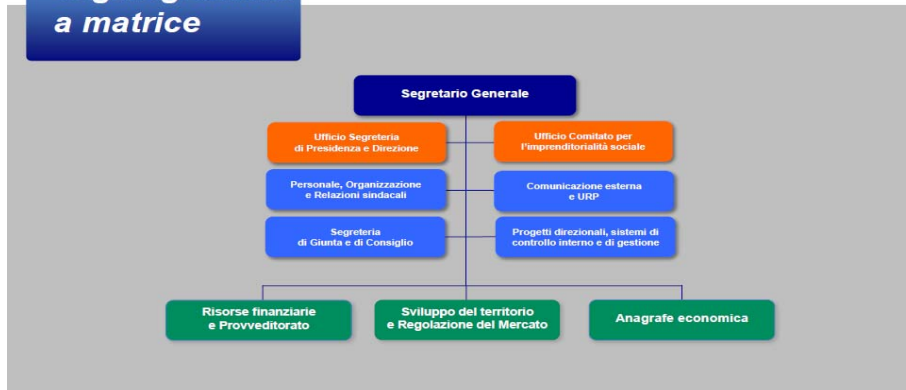 a matrice
Segretario Generale
Ufficio Segreteria
di Presidenza e Direzione
Ufficio Comitato per
l'imprenditorialità sociale
Personale, Organizzazione
e Relazioni sindacali
Comunicazione esterna
e URP
Segreteria
di Giunta e di Consiglio
Progetti direzionali, sistemi di
controllo interno e di gestione
Risorse finanziarie
e Provveditorato
Sviluppo del territorio
e Regolazione del Mercato
Anagrafe economica